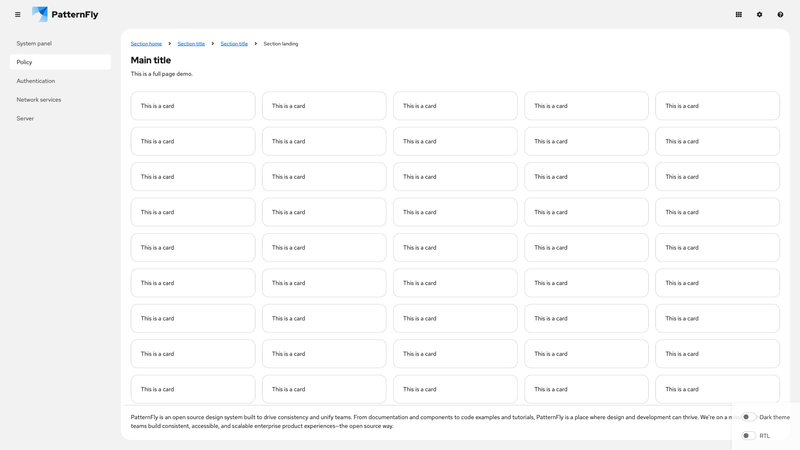 PatternFly
System panel
Policy
Authentication
Network services
Server
Section home
Section title
Section title
Section landing
Main title
This is a full page demo.
This is a card This is a card This is a card This is a card This is a card
This is a card This is a card This is a card This is a card This is a card
This is a card This is a card This is a card This is a card This is a card
This is a card This is a card This is a card This is a card This is a card
This is a card This is a card This is a card This is a card This is a card
This is a card This is a card This is a card This is a card This is a card
This is a card This is a card This is a card This is a card This is a card
This is a card This is a card This is a card This is a card This is a card
This is a card This is a card This is a card This is a card This is a card
PatternFly is an open source design system built to drive consistency and unify teams. From documentation and components to code examples and tutorials, PatternFly is a place where design and development can thrive. We're on a
teams build consistent, accessible, and scalable enterprise product experiences—the open source way.
Dark theme
RTL